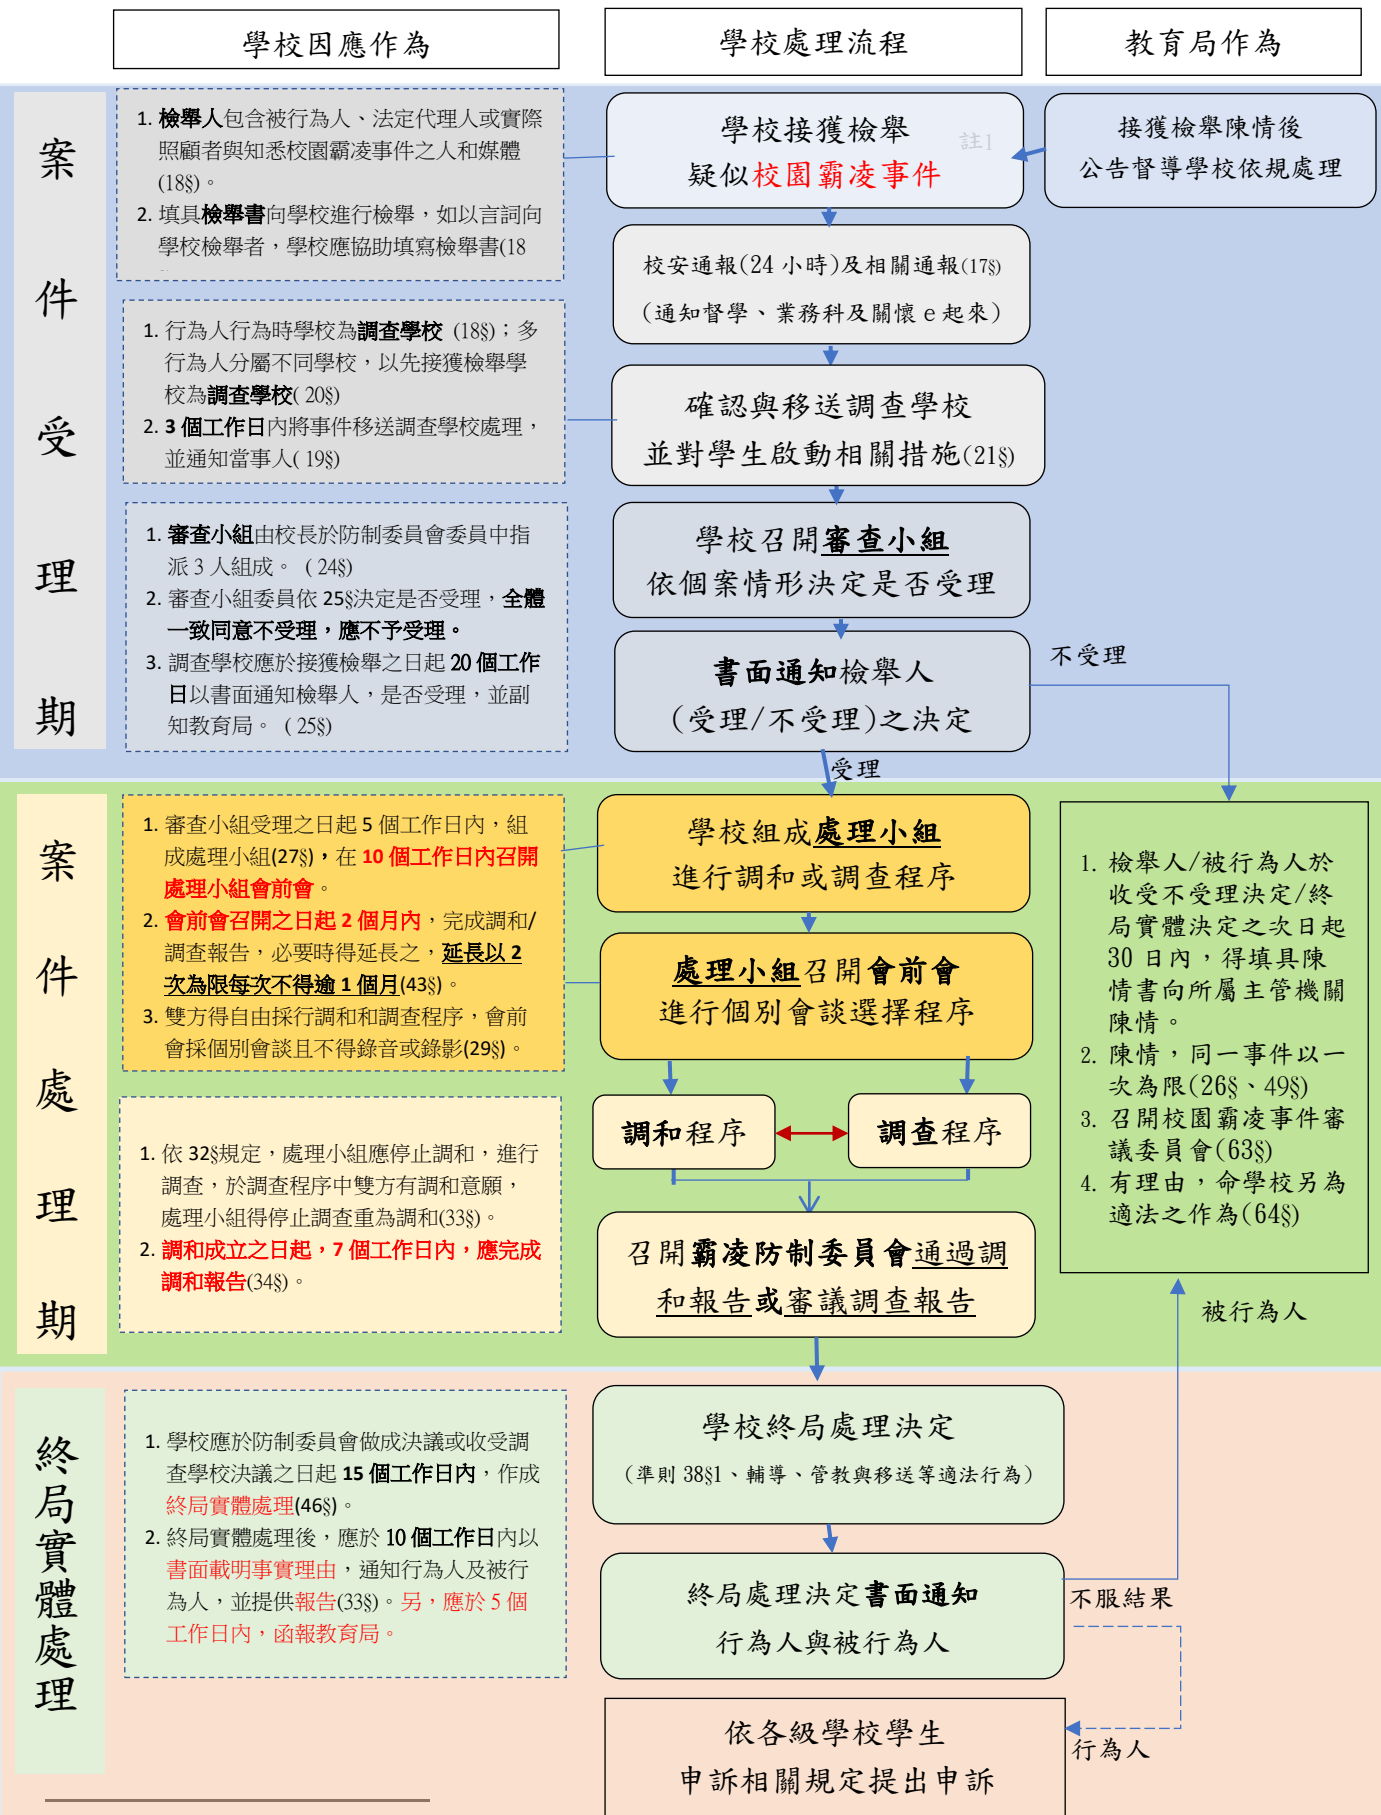 學校因應作為
學校處理流程
教育局作為
案件受理期
1. 檢舉人包含被行為人、法定代理人或實際
照顧者與知悉校園霸凌事件之人和媒體
(18§)。
2. 填具檢舉書向學校進行檢舉，如以言詞向
學校檢舉者，學校應協助填寫檢舉書(18
學校接獲檢舉
註1
疑似校園霸凌事件
接獲檢舉陳情後
公告督導學校依規處理
校安通報(24 小時)及相關通報(17§)
(通知督學、業務科及關懷 e 起來)
1. 行為人行為時學校為調查學校 (18§)；多
行為人分屬不同學校，以先接獲檢舉學
校為調查學校( 20§)
2. 3 個工作日內將事件移送調查學校處理，
並通知當事人( 19§)
確認與移送調查學校
並對學生啟動相關措施(21§)
1. 審查小組由校長於防制委員會委員中指
派 3 人組成。 ( 24§)
2. 審查小組委員依 25§決定是否受理，全體
一致同意不受理，應不予受理。
3. 調查學校應於接獲檢舉之日起 20 個工作
日以書面通知檢舉人，是否受理，並副
知教育局。 ( 25§)
學校召開審查小組
依個案情形決定是否受理
書面通知檢舉人
(受理/不受理)之決定
不受理
受理
案件處理期
1. 審查小組受理之日起 5 個工作日內，組
成處理小組(27§)，在 10 個工作日內召開
處理小組會前會。
2. 會前會召開之日起 2 個月內，完成調和/
調查報告，必要時得延長之，延長以 2
次為限每次不得逾 1 個月(43§)。
3. 雙方得自由採行調和和調查程序，會前
會採個別會談且不得錄音或錄影(29§)。
學校組成處理小組
進行調和或調查程序
處理小組召開會前會
進行個別會談選擇程序
調和程序
調查程序
1. 依 32§規定，處理小組應停止調和，進行
調查，於調查程序中雙方有調和意願，
處理小組得停止調查重為調和(33§)。
2. 調和成立之日起，7 個工作日內，應完成
調和報告(34§)。
召開霸凌防制委員會通過調
和報告或審議調查報告
1. 檢舉人/被行為人於
收受不受理決定/終
局實體決定之次日起
30 日內，得填具陳
情書向所屬主管機關
陳情。
2. 陳情，同一事件以一
次為限(26§、49§)
3. 召開校園霸凌事件審
議委員會(63§)
4. 有理由，命學校另為
適法之作為(64§)
被行為人
終局實體處理
1. 學校應於防制委員會做成決議或收受調
查學校決議之日起 15 個工作日內，作成
終局實體處理(46§)。
2. 終局實體處理後，應於 10 個工作日內以
書面載明事實理由，通知行為人及被行
為人，並提供報告(33§)。另，應於 5 個
工作日內，函報教育局。
學校終局處理決定
(準則 38§1、輔導、管教與移送等適法行為)
終局處理決定書面通知
行為人與被行為人
不服結果
行為人
依各級學校學生
申訴相關規定提出申訴